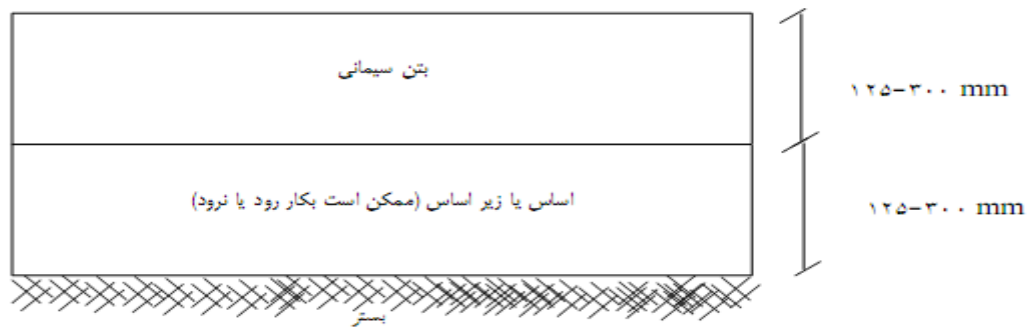 بتن سیمانی
۱۲۵-۳۰۰ mm
اساس یا زیر اساس (ممکن است بکار رود یا نرود)
۱۲۵-۳۰۰ mm
بستر